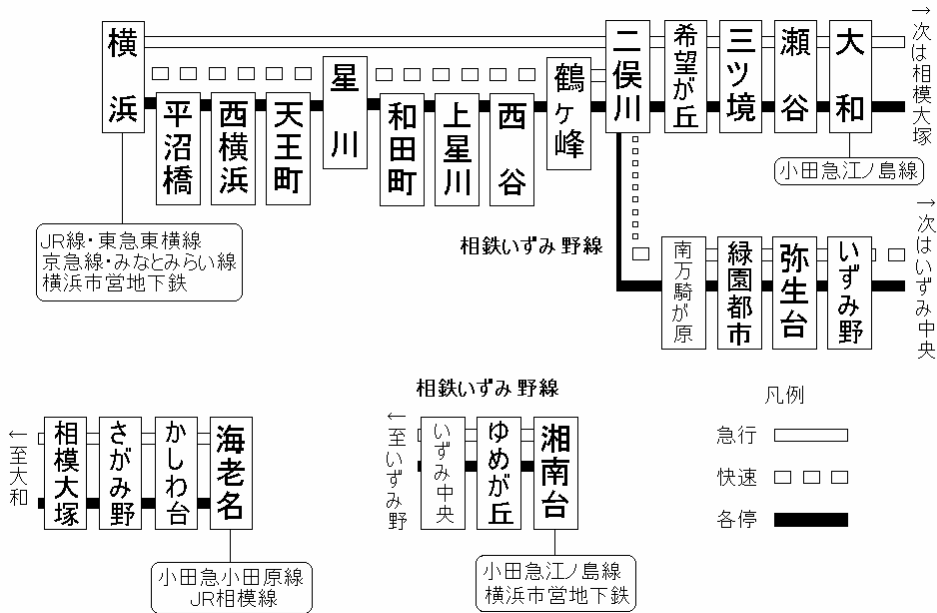 横浜
平沼橋
西横浜
天王町
星川
和田町
上星川
西谷
鶴ヶ峰
二俣川
希望が丘
三ツ境
瀬谷
大和
→次は相模大塚
小田急江ノ島線
JR線・東急東横線
京急線・みなとみらい線
横浜市営地下鉄
相鉄いずみ野線
南万騎が原
緑園都市
弥生台
いずみ野
→次はいずみ中央
←至大和
相模大塚
さがみ野
かしわ台
海老名
小田急小田原線
JR相模線
相鉄いずみ野線
←至いずみ野
いずみ中央
ゆめが丘
湘南台
小田急江ノ島線
横浜市営地下鉄
凡例
急行
快速
各停